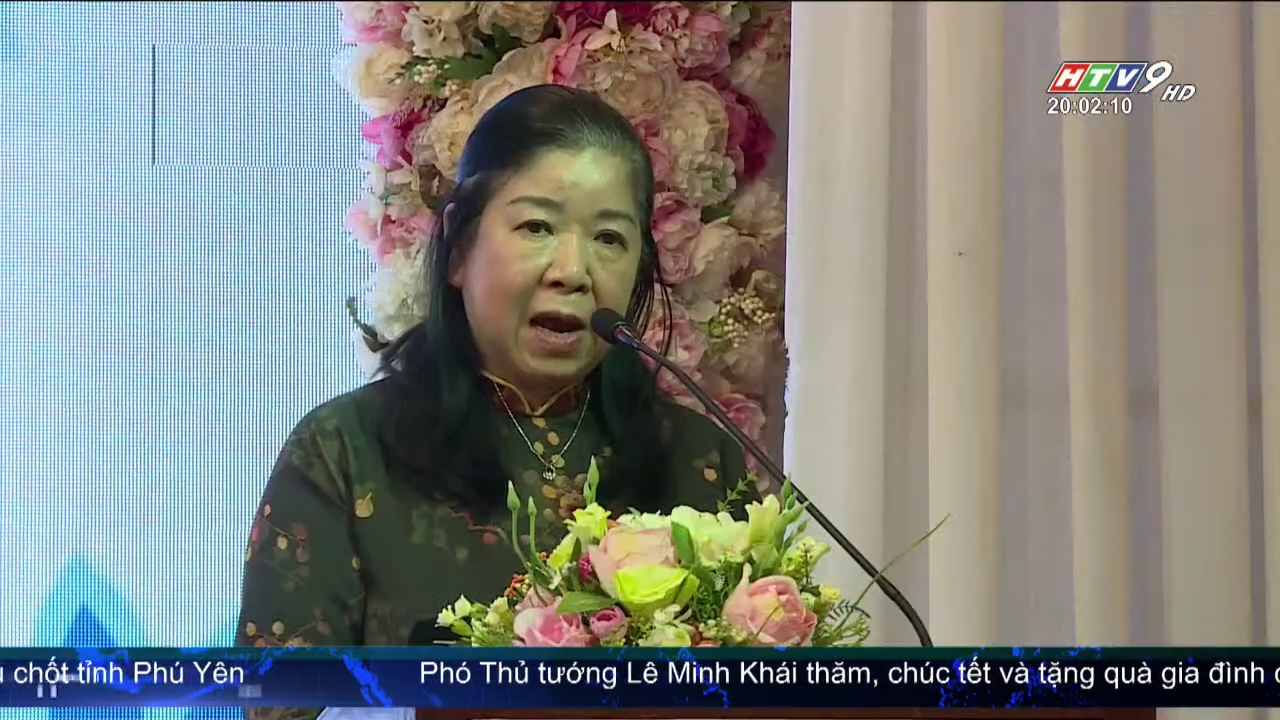 HTV9 HD
20:02:10
chốt tỉnh Phú Yên Phó Thủ tướng Lê Minh Khái thăm, chúc tết và tặng quà gia đình